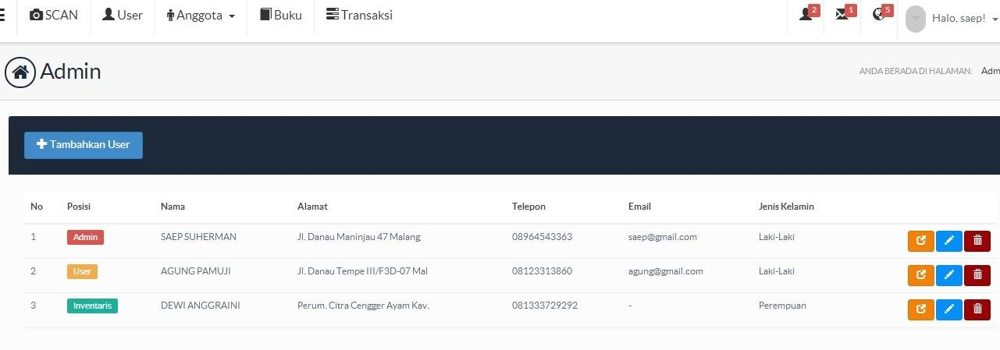 SCAN User Anggota Buku Transaksi 2 1 5 Halo, saep!
Admin ANDA BERADA DI HALAMAN: Adm
Tambahkan User
No Posisi Nama Alamat Telepon Email Jenis Kelamin
1 Admin SAEP SUHERMAN Jl. Danau Maninjau 47 Malang 08964543363 saep@gmail.com Laki-Laki
2 User AGUNG PAMUJI Jl. Danau Tempe III/F3D-07 Mal 08123313860 agung@gmail.com Laki-Laki
3 Inventaris DEWI ANGGRAINI Perum. Citra Cengger Ayam Kav. 081333729292 - Perempuan